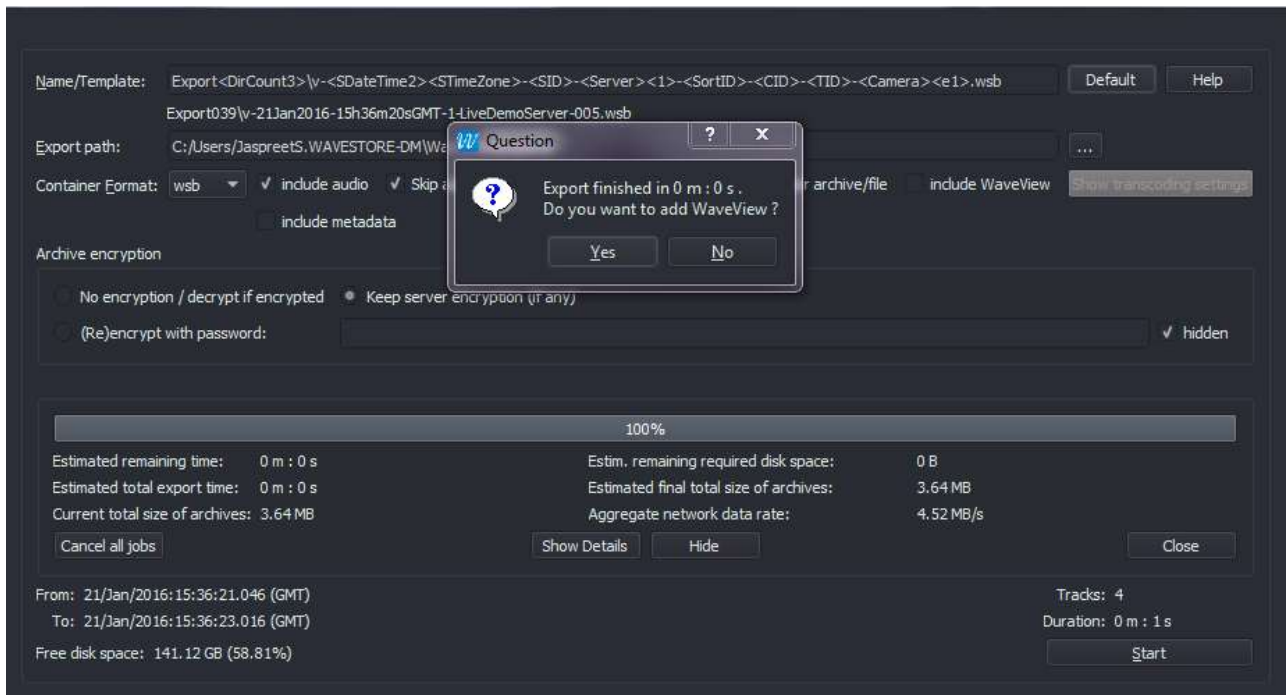 Name/Template: Export<DirCount3>\v-<SDateTime2><STimeZone>-<SID>-<Server><1>-<SortID>-<CID>-<TID>-<Camera><e1>.wsb Default Help
Export039\v-21Jan2016-15h36m20sGMT-1-LiveDemoServer-005.wsb
Question ? X
Export path: C:/Users/JaspreetS.WAVESTORE-DM\Wa ...
Export finished in 0 m : 0 s .
Container Format: wsb include audio Skip archive/file include WaveView Show transcoding settings
Do you want to add WaveView ?
include metadata
Yes No
Archive encryption
No encryption / decrypt if encrypted Keep server encryption (if any)
(Re)encrypt with password: hidden
100%
Estimated remaining time: 0 m : 0 s Estim. remaining required disk space: 0 B
Estimated total export time: 0 m : 0 s Estimated final total size of archives: 3.64 MB
Current total size of archives: 3.64 MB Aggregate network data rate: 4.52 MB/s
Cancel all jobs Show Details Hide Close
From: 21/Jan/2016:15:36:21.046 (GMT) Tracks: 4
To: 21/Jan/2016:15:36:23.016 (GMT) Duration: 0 m : 1 s
Free disk space: 141.12 GB (58.81%) Start